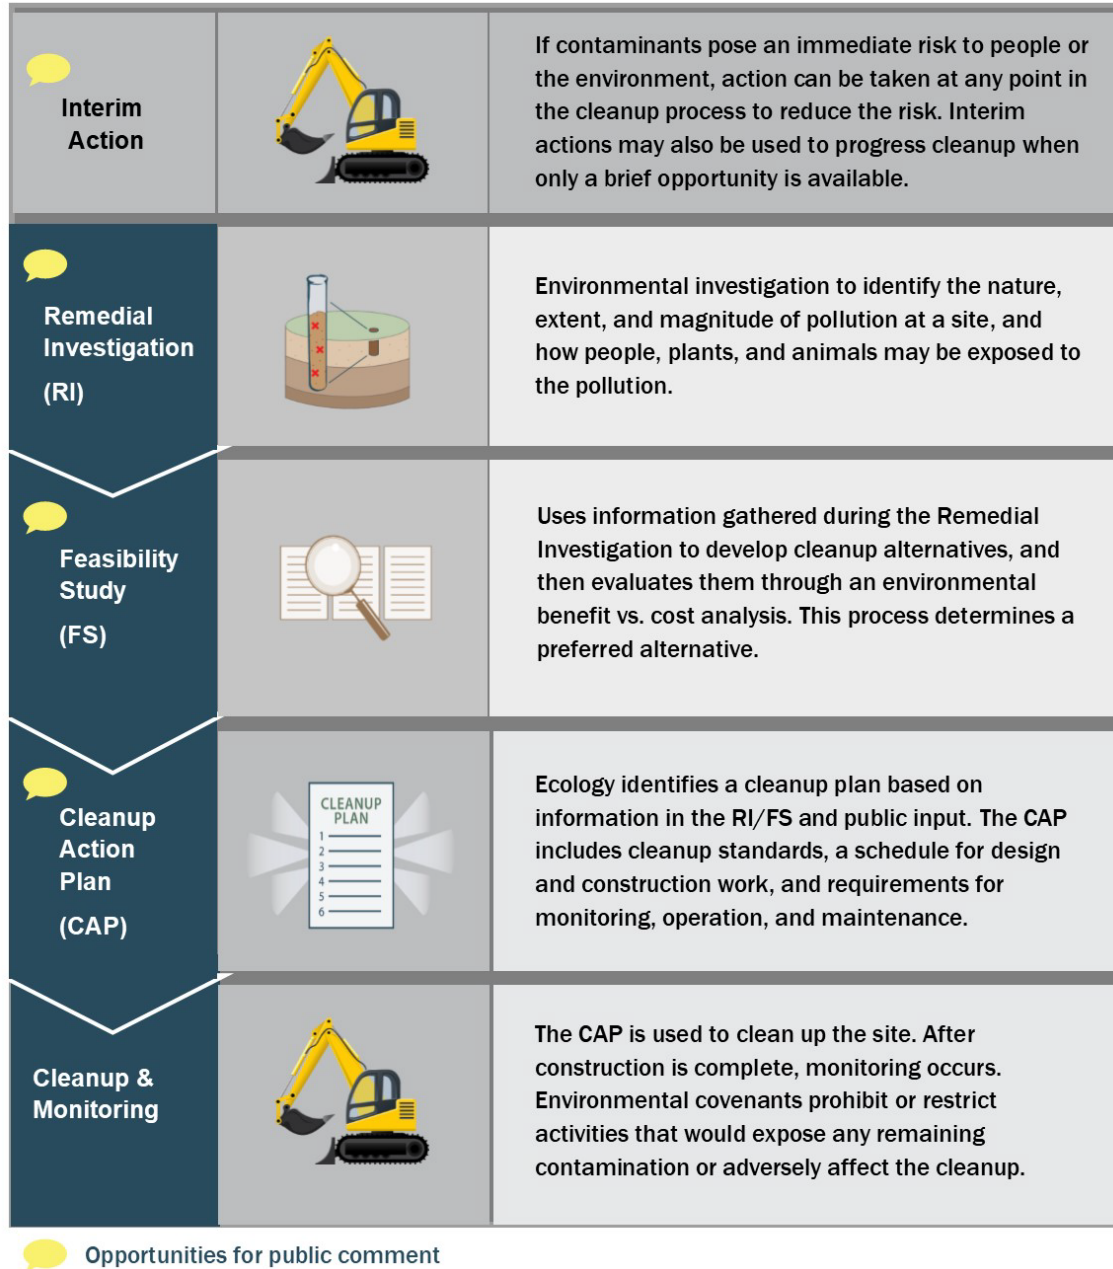 Interim
Action
If contaminants pose an immediate risk to people or
the environment, action can be taken at any point in
the cleanup process to reduce the risk. Interim
actions may also be used to progress cleanup when
only a brief opportunity is available.
Remedial
Investigation
(RI)
Environmental investigation to identify the nature,
extent, and magnitude of pollution at a site, and
how people, plants, and animals may be exposed to
the pollution.
Feasibility
Study
(FS)
Uses information gathered during the Remedial
Investigation to develop cleanup alternatives, and
then evaluates them through an environmental
benefit vs. cost analysis. This process determines a
preferred alternative.
Cleanup
Action
Plan
(CAP)
CLEANUP
PLAN
1
2
3
4
5
6
Ecology identifies a cleanup plan based on
information in the RI/FS and public input. The CAP
includes cleanup standards, a schedule for design
and construction work, and requirements for
monitoring, operation, and maintenance.
Cleanup &
Monitoring
The CAP is used to clean up the site. After
construction is complete, monitoring occurs.
Environmental covenants prohibit or restrict
activities that would expose any remaining
contamination or adversely affect the cleanup.
Opportunities for public comment